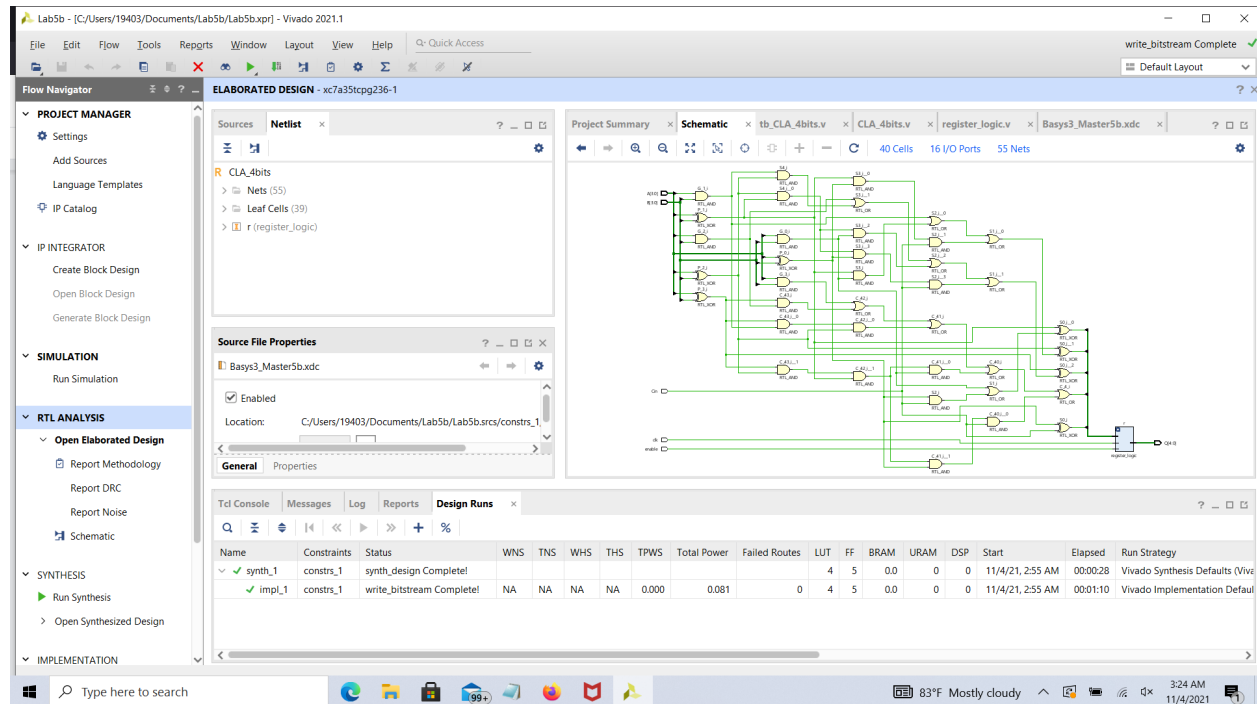 Lab5b - [C:/Users/19403/Documents/Lab5b/Lab5b.xpr] - Vivado 2021.1
File Edit Flow Tools Reports Window Layout View Help Quick Access
write_bitstream Complete
Default Layout
Flow Navigator
ELABORATED DESIGN - xc7a35tcpg236-1
PROJECT MANAGER
Settings
Add Sources
Language Templates
IP Catalog
IP INTEGRATOR
Create Block Design
Open Block Design
Generate Block Design
SIMULATION
Run Simulation
RTL ANALYSIS
Open Elaborated Design
Report Methodology
Report DRC
Report Noise
Schematic
SYNTHESIS
Run Synthesis
Open Synthesized Design
IMPLEMENTATION
Sources Netlist
R CLA_4bits
Nets (55)
Leaf Cells (39)
r (register_logic)
Source File Properties
Basys3_Master5b.xdc
Enabled
Location: C:/Users/19403/Documents/Lab5b/Lab5b.srcs/constrs_1,
General Properties
Project Summary Schematic tb_CLA_4bits.v CLA_4bits.v register_logic.v Basys3_Master5b.xdc
40 Cells 16 I/O Ports 55 Nets
A[3:0]
B[3:0]
Cin
clk
enable
register_logic
Q[4:0]
Tcl Console Messages Log Reports Design Runs
Name Constraints Status WNS TNS WHS THS TPWS Total Power Failed Routes LUT FF BRAM URAM DSP Start Elapsed Run Strategy
synth_1 constrs_1 synth_design Complete! 4 5 0.0 0 0 11/4/21, 2:55 AM 00:00:28 Vivado Synthesis Defaults (Viva
impl_1 constrs_1 write_bitstream Complete! NA NA NA NA 0.000 0.081 0 4 5 0.0 0 0 11/4/21, 2:55 AM 00:01:10 Vivado Implementation Defaul
Type here to search
99+
83°F Mostly cloudy
3:24 AM
11/4/2021
1